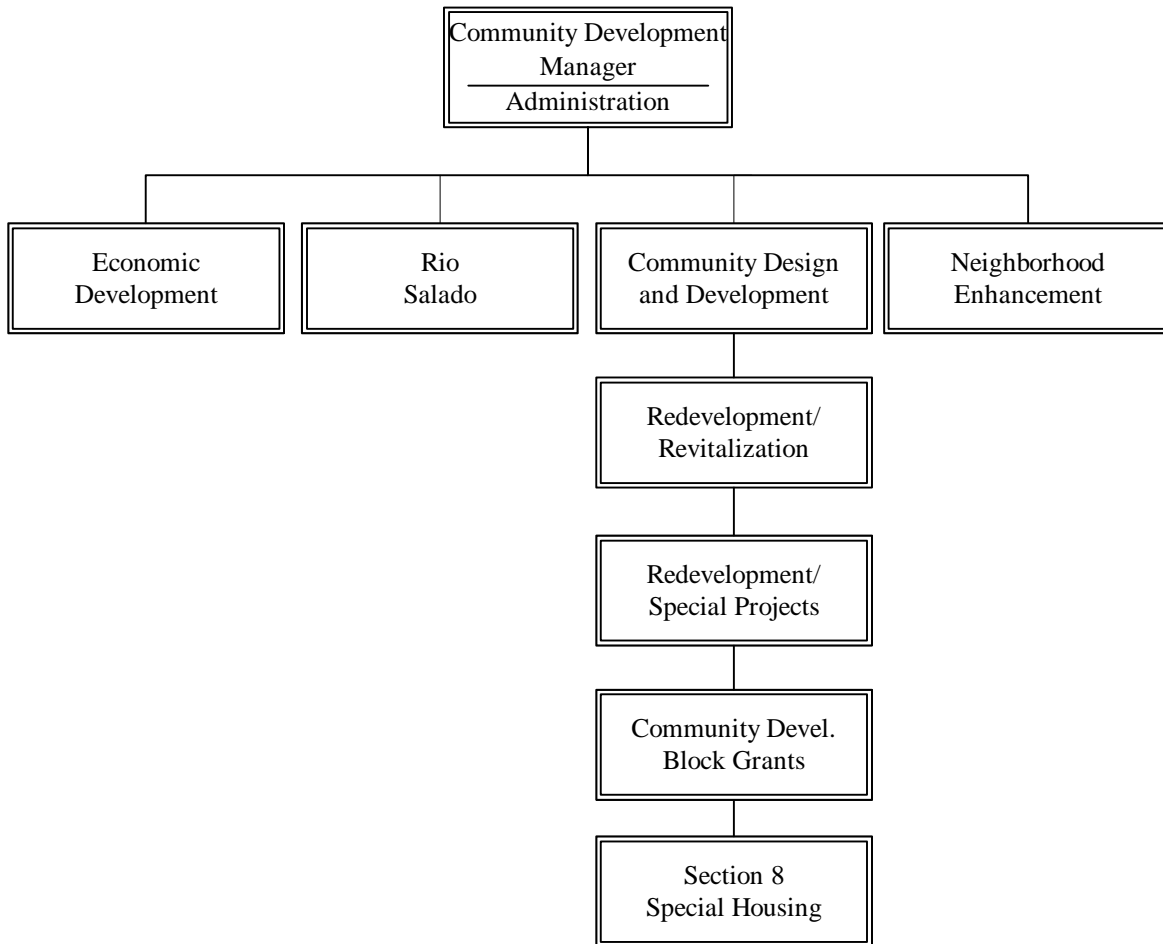 Community Development
Manager
Administration
Economic
Development
Rio
Salado
Community Design
and Development
Neighborhood
Enhancement
Redevelopment/
Revitalization
Redevelopment/
Special Projects
Community Devel.
Block Grants
Section 8
Special Housing